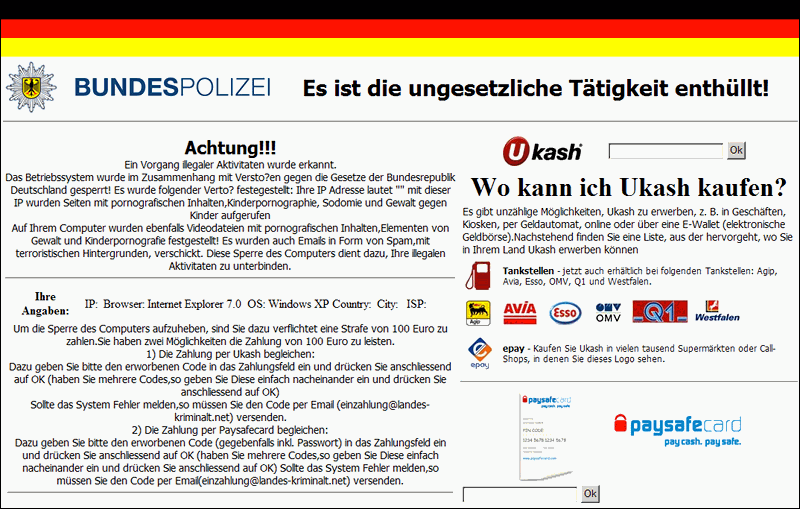 BUNDESPOLIZEI
Es ist die ungesetzliche Tätigkeit enthüllt!
Achtung!!!
Ein Vorgang illegaler Aktivitaten wurde erkannt.
Das Betriebssystem wurde im Zusammenhang mit Versto?en gegen die Gesetze der Bundesrepublik
Deutschland gesperrt! Es wurde folgender Verto? festegestellt: Ihre IP Adresse lautet "" mit dieser
IP wurden Seiten mit pornografischen Inhalten,Kinderpornographie, Sodomie und Gewalt gegen
Kinder aufgerufen
Auf Ihrem Computer wurden ebenfalls Videodateien mit pornografischen Inhalten,Elementen von
Gewalt und Kinderpornografie festgestellt! Es wurden auch Emails in Form von Spam,mit
terroristischen Hintergrunden, verschickt. Diese Sperre des Computers dient dazu, Ihre illegalen
Aktivitaten zu unterbinden.
Ihre
Angaben:
IP: Browser: Internet Explorer 7.0 OS: Windows XP Country: City: ISP:
Um die Sperre des Computers aufzuheben, sind Sie dazu verflichtet eine Strafe von 100 Euro zu
zahlen.Sie haben zwei Möglichkeiten die Zahlung von 100 Euro zu leisten.
1) Die Zahlung per Ukash begleichen:
Dazu geben Sie bitte den erworbenen Code in das Zahlungsfeld ein und drücken Sie anschliessend
auf OK (haben Sie mehrere Codes,so geben Sie Diese einfach nacheinander ein und drücken Sie
anschliessend auf OK)
Sollte das System Fehler melden,so müssen Sie den Code per Email (einzahlung@landes-
kriminalt.net) versenden.
2) Die Zahlung per Paysafecard begleichen:
Dazu geben Sie bitte den erworbenen Code (gegebenfalls inkl. Passwort) in das Zahlungsfeld ein
und drücken Sie anschliessend auf OK (haben Sie mehrere Codes,so geben Sie Diese einfach
nacheinander ein und drücken Sie anschliessend auf OK) Sollte das System Fehler melden,so
müssen Sie den Code per Email(einzahlung@landes-kriminalt.net) versenden.
Ukash
Ok
Wo kann ich Ukash kaufen?
Es gibt unzählige Möglichkeiten, Ukash zu erwerben, z. B. in Geschäften,
Kiosken, per Geldautomat, online oder über eine E-Wallet (elektronische
Geldbörse).Nachstehend finden Sie eine Liste, aus der hervorgeht, wo Sie
in Ihrem Land Ukash erwerben können
Tankstellen - jetzt auch erhältlich bei folgenden Tankstellen: Agip,
Avia, Esso, OMV, Q1 und Westfalen.
Agip
AVIA
Esso
OMV
Q1
Westfalen
epay - Kaufen Sie Ukash in vielen tausend Supermärkten oder Call-
Shops, in denen Sie dieses Logo sehen.
epay
paysafecard
pay cash. pay safe.
PIN CODE
paysafecard
pay cash. pay safe.
Ok